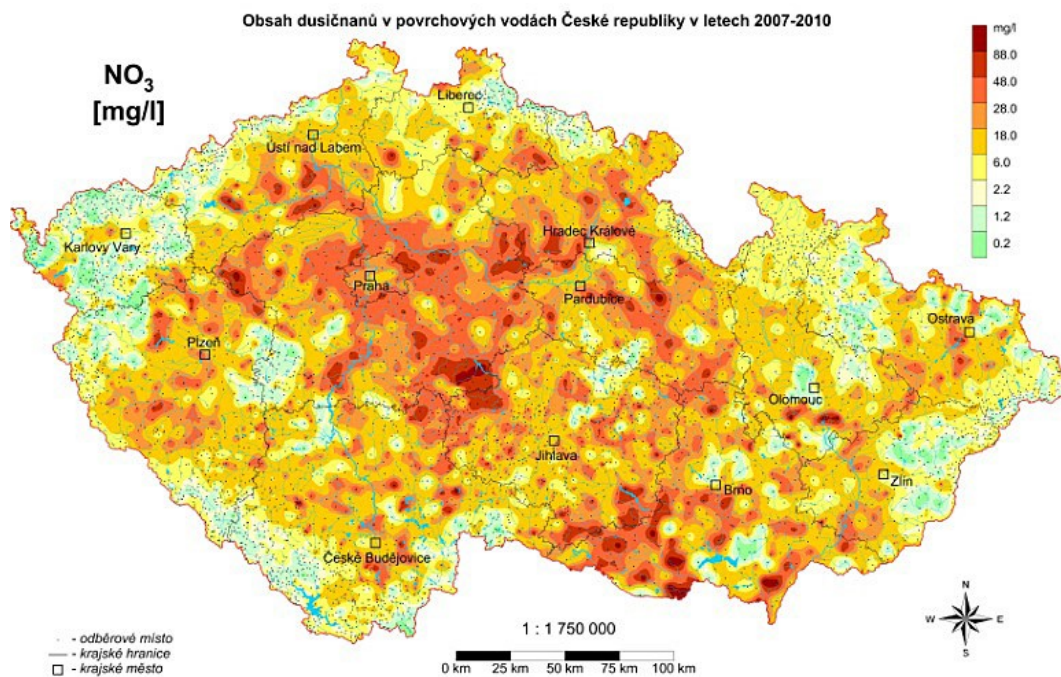 Obsah dusičnanů v povrchových vodách České republiky v letech 2007-2010
NO3
[mg/l]
mg/l
88.0
48.0
28.0
18.0
6.0
2.2
1.2
0.2
Liberec
Ústí nad Labem
Karlovy Vary
Hradec Králové
Praha
Pardubice
Plzeň
Ostrava
Olomouc
Jihlava
Brno
Zlín
České Budějovice
N
W E
S
- odběrové místo
- krajské hranice
- krajské město
1 : 1 750 000
0 km 25 km 50 km 75 km 100 km